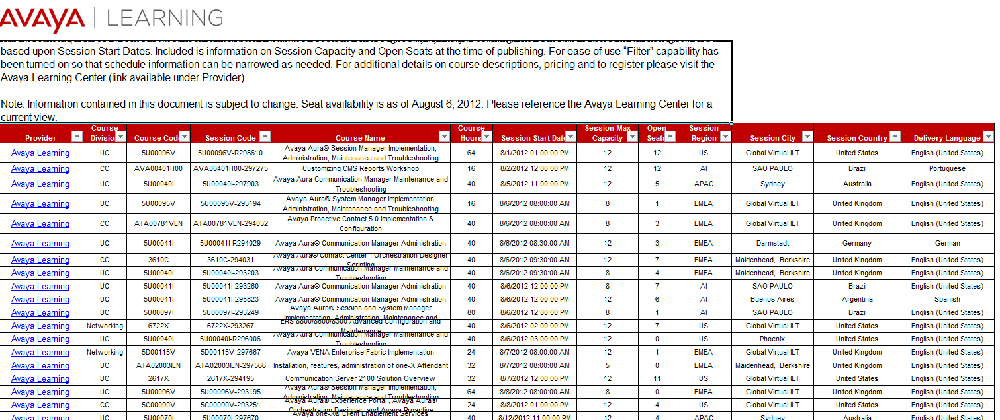 AVAYA | LEARNING
based upon Session Start Dates. Included is information on Session Capacity and Open Seats at the time of publishing. For ease of use “Filter” capability has
been turned on so that schedule information can be narrowed as needed. For additional details on course descriptions, pricing and to register please visit the
Avaya Learning Center (link available under Provider).
Note: Information contained in this document is subject to change. Seat availability is as of August 6, 2012. Please reference the Avaya Learning Center for a
current view.
Provider Course Divisio Course Cod Session Code Course Name Course Hours Session Start Date Session Max Capacity Open Seats Session Region Session City Session Country Delivery Language
Avaya Learning UC 5U00096V 5U00096V-R298610 Avaya Aura® Session Manager Implementation, Administration, Maintenance and Troubleshooting 64 8/1/2012 01:00:00 PM 12 12 US Global Virtual ILT United States English (United States)
Avaya Learning CC AVA00401H00 AVA00401H00-297275 Customizing CMS Reports Workshop 16 8/2/2012 12:00:00 PM 12 12 AI SAO PAULO Brazil Portuguese
Avaya Learning UC 5U00040I 5U00040I-297903 Avaya Aura Communication Manager Maintenance and Troubleshooting 40 8/5/2012 11:00:00 PM 12 5 APAC Sydney Australia English (United States)
Avaya Learning UC 5U00095V 5U00095V-293194 Avaya Aura® System Manager Implementation, Administration, Maintenance and Troubleshooting 16 8/6/2012 08:00:00 AM 8 1 EMEA Global Virtual ILT United Kingdom English (United States)
Avaya Learning CC ATA00781VEN ATA00781VEN-294032 Avaya Proactive Contact 5.0 Implementation & Configuration 40 8/6/2012 08:00:00 AM 8 3 EMEA Global Virtual ILT United Kingdom English (United States)
Avaya Learning UC 5U00041I 5U00041I-R294029 Avaya Aura® Communication Manager Administration 40 8/6/2012 08:30:00 AM 12 3 EMEA Darmstadt Germany German
Avaya Learning CC 3610C 3610C-294031 Avaya Aura® Contact Center - Orchestration Designer Scripting 40 8/6/2012 09:30:00 AM 12 7 EMEA Maidenhead, Berkshire United Kingdom English (United States)
Avaya Learning UC 5U00040I 5U00040I-293203 Avaya Aura Communication Manager Maintenance and Troubleshooting 40 8/6/2012 09:30:00 AM 8 4 EMEA Maidenhead, Berkshire United Kingdom English (United States)
Avaya Learning UC 5U00041I 5U00041I-293260 Avaya Aura® Communication Manager Administration 40 8/6/2012 12:00:00 PM 8 7 AI SAO PAULO Brazil English (United States)
Avaya Learning UC 5U00041I 5U00041I-295823 Avaya Aura® Communication Manager Administration 40 8/6/2012 12:00:00 PM 12 6 AI Buenos Aires Argentina Spanish
Avaya Learning UC 5U00097I 5U00097I-293249 Avaya Aura® Session and System Manager Implementation, Administration, Maintenance and 80 8/6/2012 12:00:00 PM 8 1 AI SAO PAULO Brazil English (United States)
Avaya Learning Networking 6722X 6722X-293267 ERS 8800/8600/8300 Advanced Configuration and Maintenance 40 8/6/2012 02:00:00 PM 12 7 US Global Virtual ILT United States English (United States)
Avaya Learning UC 5U00040I 5U00040I-R296006 Avaya Aura Communication Manager Maintenance and Troubleshooting 40 8/6/2012 03:00:00 PM 12 0 US Phoenix United States English (United States)
Avaya Learning Networking 5D00115V 5D00115V-297667 Avaya VENA Enterprise Fabric Implementation 24 8/7/2012 08:00:00 AM 12 1 EMEA Global Virtual ILT United Kingdom English (United States)
Avaya Learning UC ATA02003IEN ATA02003IEN-297566 Installation, features, administration of one-X Attendant 32 8/7/2012 08:00:00 AM 5 0 EMEA Maidenhead, Berkshire United Kingdom English (United States)
Avaya Learning UC 2617X 2617X-294195 Communication Server 2100 Solution Overview 32 8/7/2012 12:00:00 PM 12 11 US Global Virtual ILT United States English (United States)
Avaya Learning UC 5U00096V 5U00096V-293195 Avaya Aura® Session Manager Implementation, Administration, Maintenance and Troubleshooting 64 8/8/2012 08:00:00 AM 8 0 EMEA Global Virtual ILT United Kingdom English (United States)
Avaya Learning CC 5C00090V 5C00090V-293251 Avaya Aura® Experience Portal , Avaya Aura® Orchestration Designer, and Avaya Proactive 24 8/8/2012 01:00:00 PM 12 4 US Global Virtual ILT United States English (United States)
Avaya Learning UC 5U00070I 5U00070I-297670 Avaya one-X® Client Enablement Services 40 8/12/2012 11:00:00 PM 12 4 APAC Sydney Australia English (United States)